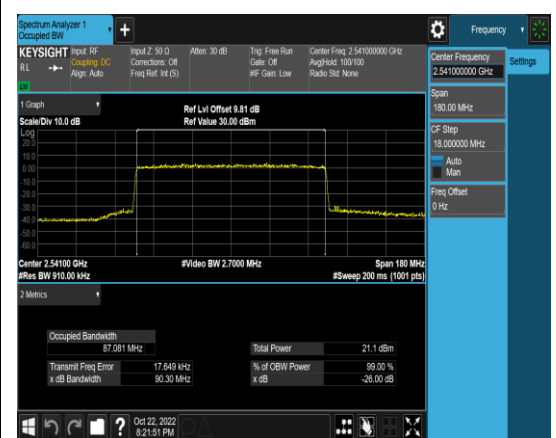 Spectrum Analyzer 1
Occupied BW
+
Frequency
KEYSIGHT Input: RF
R L
Coupling: DC
Align: Auto
LW
Input Z: 50 Ω
Corrections: Off
Freq Ref: Int (S)
Atten: 30 dB
Trig: Free Run
Gate: Off
#IF Gain: Low
Center Freq: 2.541000000 GHz
Avg|Hold: 100/100
Radio Std: None
Center Frequency
2.541000000 GHz
Settings
Span
180.00 MHz
CF Step
18.000000 MHz
Auto
Man
Freq Offset
0 Hz
1 Graph
Scale/Div 10.0 dB
Ref Lvl Offset 9.81 dB
Ref Value 30.00 dBm
Log
20.0
10.0
0.00
-10.0
-20.0
-30.0
-40.0
-50.0
-60.0
Center 2.54100 GHz
#Video BW 2.7000 MHz
Span 180 MHz
#Res BW 910.00 kHz
#Sweep 200 ms (1001 pts)
2 Metrics
Occupied Bandwidth
87.081 MHz
Total Power 21.1 dBm
Transmit Freq Error 17.649 kHz
% of OBW Power 99.00 %
x dB Bandwidth 90.30 MHz
x dB -26.00 dB
?
Oct 22, 2022
8:21:51 PM